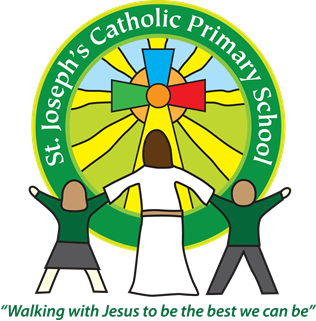 St. Joseph's Catholic Primary School
"Walking with Jesus to be the best we can be"